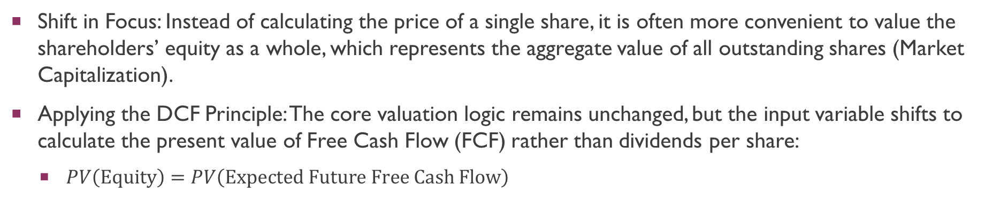 ▪ Shift in Focus: Instead of calculating the price of a single share, it is often more convenient to value the
shareholders’ equity as a whole, which represents the aggregate value of all outstanding shares (Market
Capitalization).
▪ Applying the DCF Principle: The core valuation logic remains unchanged, but the input variable shifts to
calculate the present value of Free Cash Flow (FCF) rather than dividends per share:
▪ PV(Equity) = PV(Expected Future Free Cash Flow)